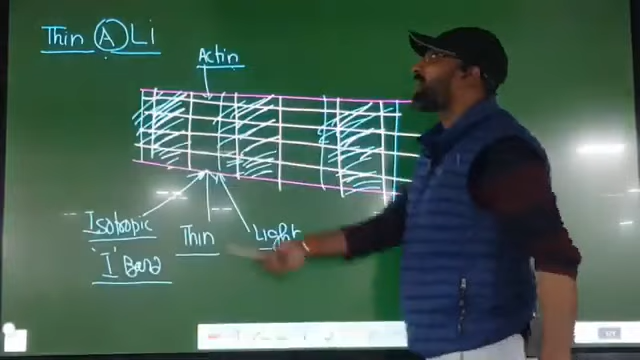 Thin A Li
Actin
Isotropic
Thin
Light
'I' Band